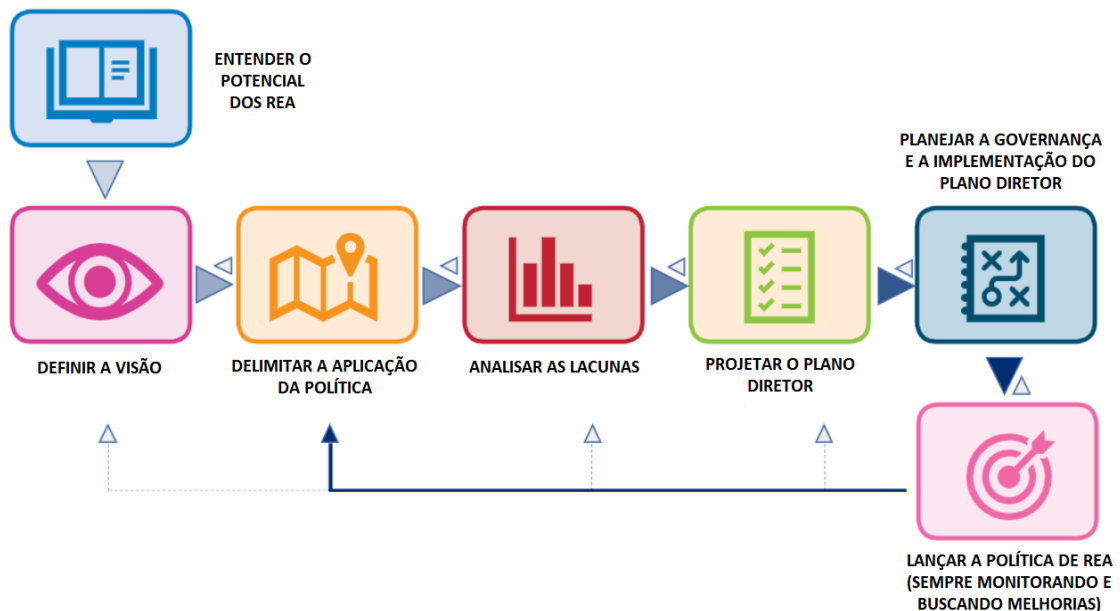 ENTENDER O
POTENCIAL
DOS REA
DEFINIR A VISÃO
DELIMITAR A APLICAÇÃO
DA POLÍTICA
ANALISAR AS LACUNAS
PROJETAR O PLANO
DIRETOR
PLANEJAR A GOVERNANÇA
E A IMPLEMENTAÇÃO DO
PLANO DIRETOR
LANÇAR A POLÍTICA DE REA
(SEMPRE MONITORANDO E
BUSCANDO MELHORIAS)